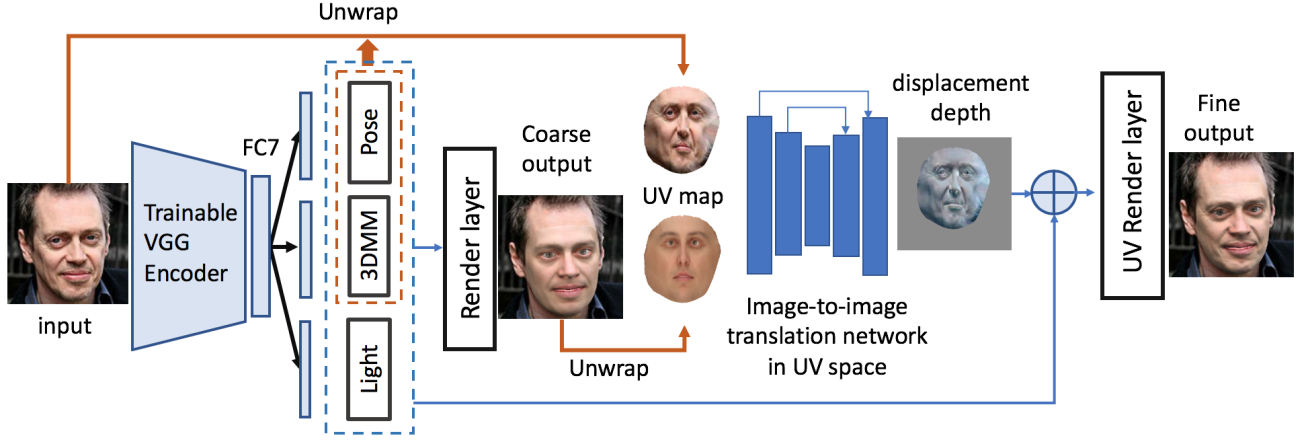 Unwrap
input
Trainable
VGG
Encoder
FC7
Pose
3DMM
Light
Render layer
Coarse
output
Unwrap
UV map
Image-to-image
translation network
in UV space
displacement
depth
UV Render layer
Fine
output